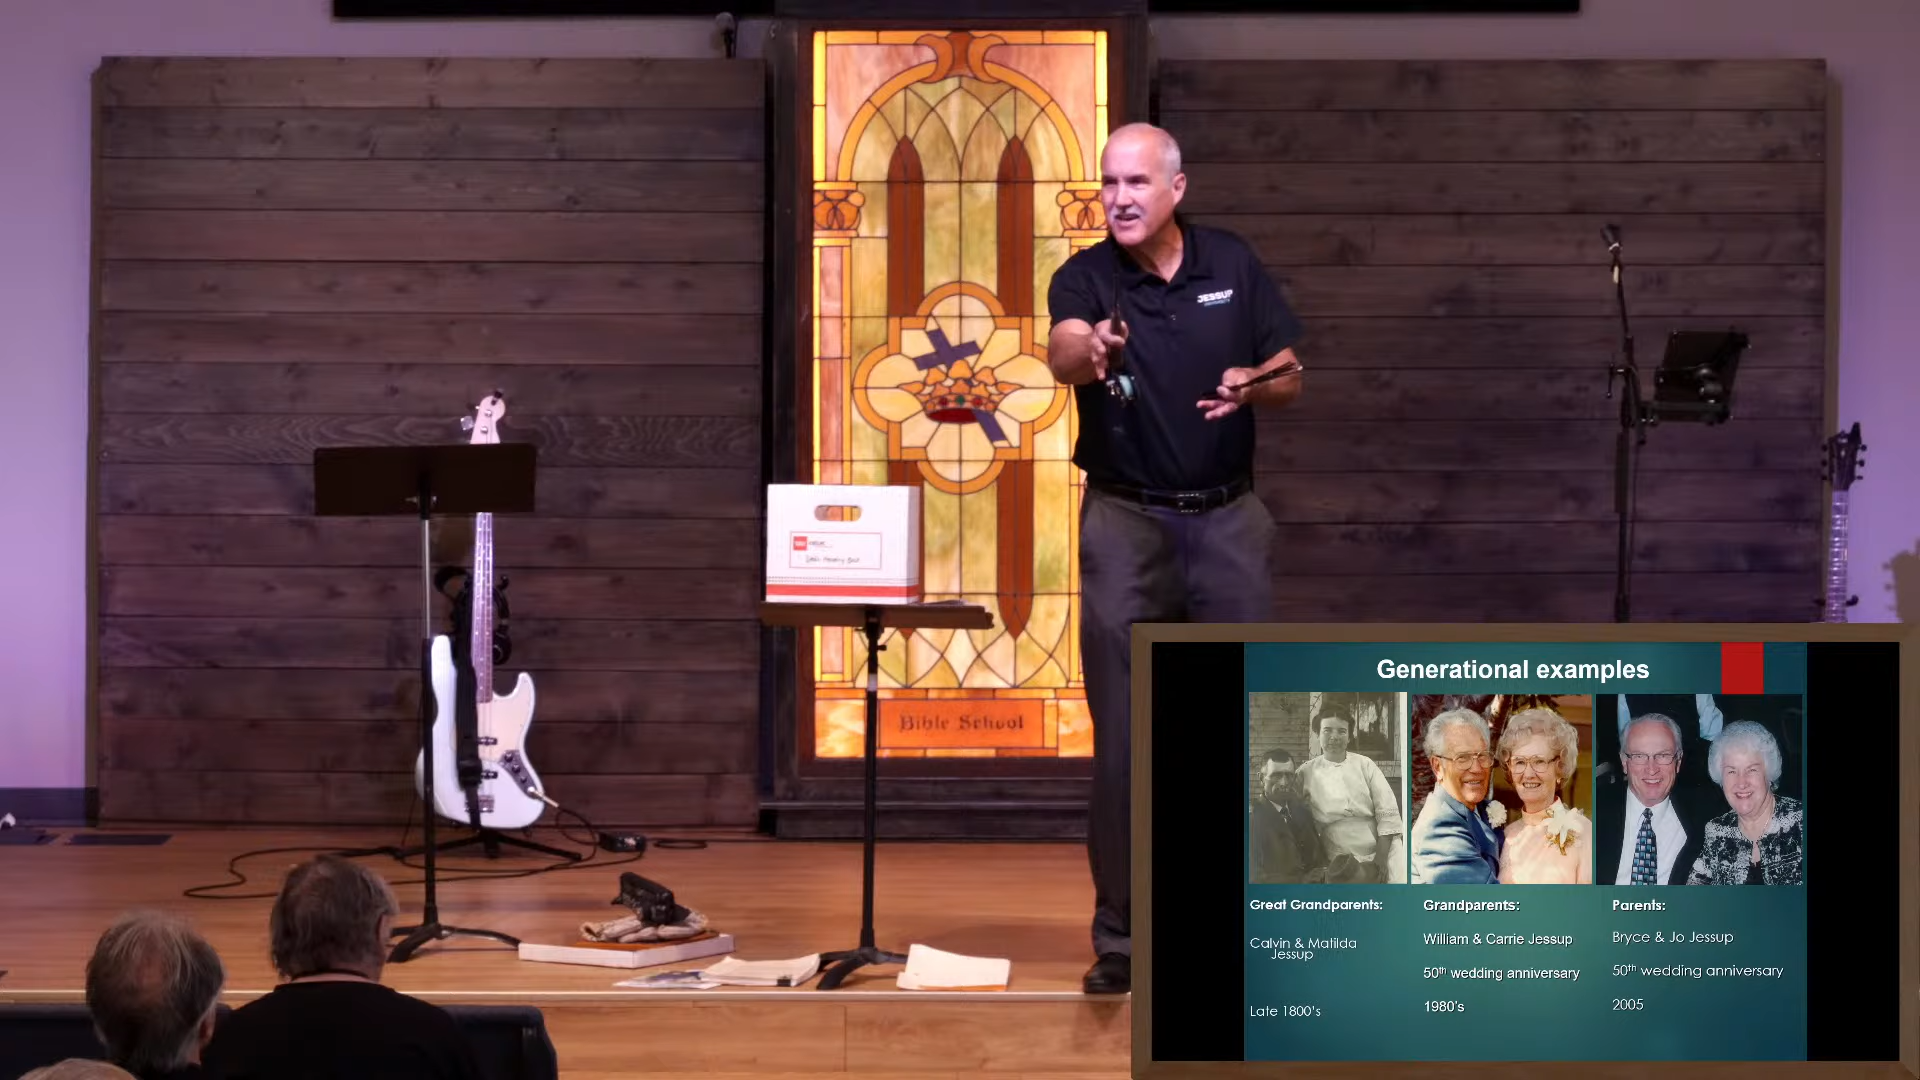 JESSUP
UNIVERSITY
Bible School
Generational examples
Great Grandparents:
Calvin & Matilda
Jessup
Late 1800's
Grandparents:
William & Carrie Jessup
50th wedding anniversary
1980's
Parents:
Bryce & Jo Jessup
50th wedding anniversary
2005